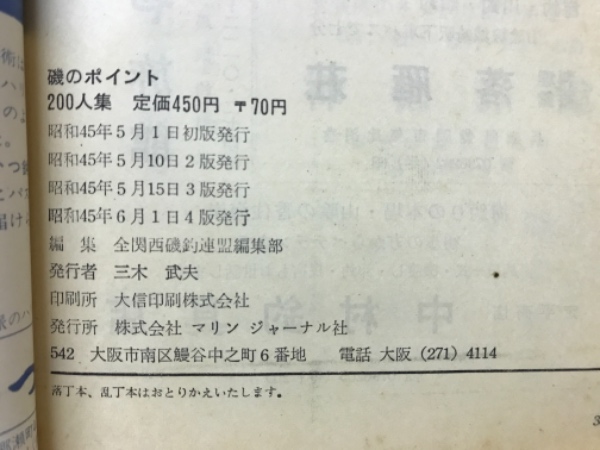 磯のポイント
200人集 定価450円 〒70円
昭和45年5月1日初版発行
昭和45年5月10日2版発行
昭和45年5月15日3版発行
昭和45年6月1日4版発行
編 集 全関西磯釣連盟編集部
発行者 三木 武夫
印刷所 大信印刷株式会社
発行所 株式会社 マリン ジャーナル社
542 大阪市南区鰻谷中之町6番地 電話 大阪 (271) 4114
落丁本、乱丁本はおとりかえいたします。